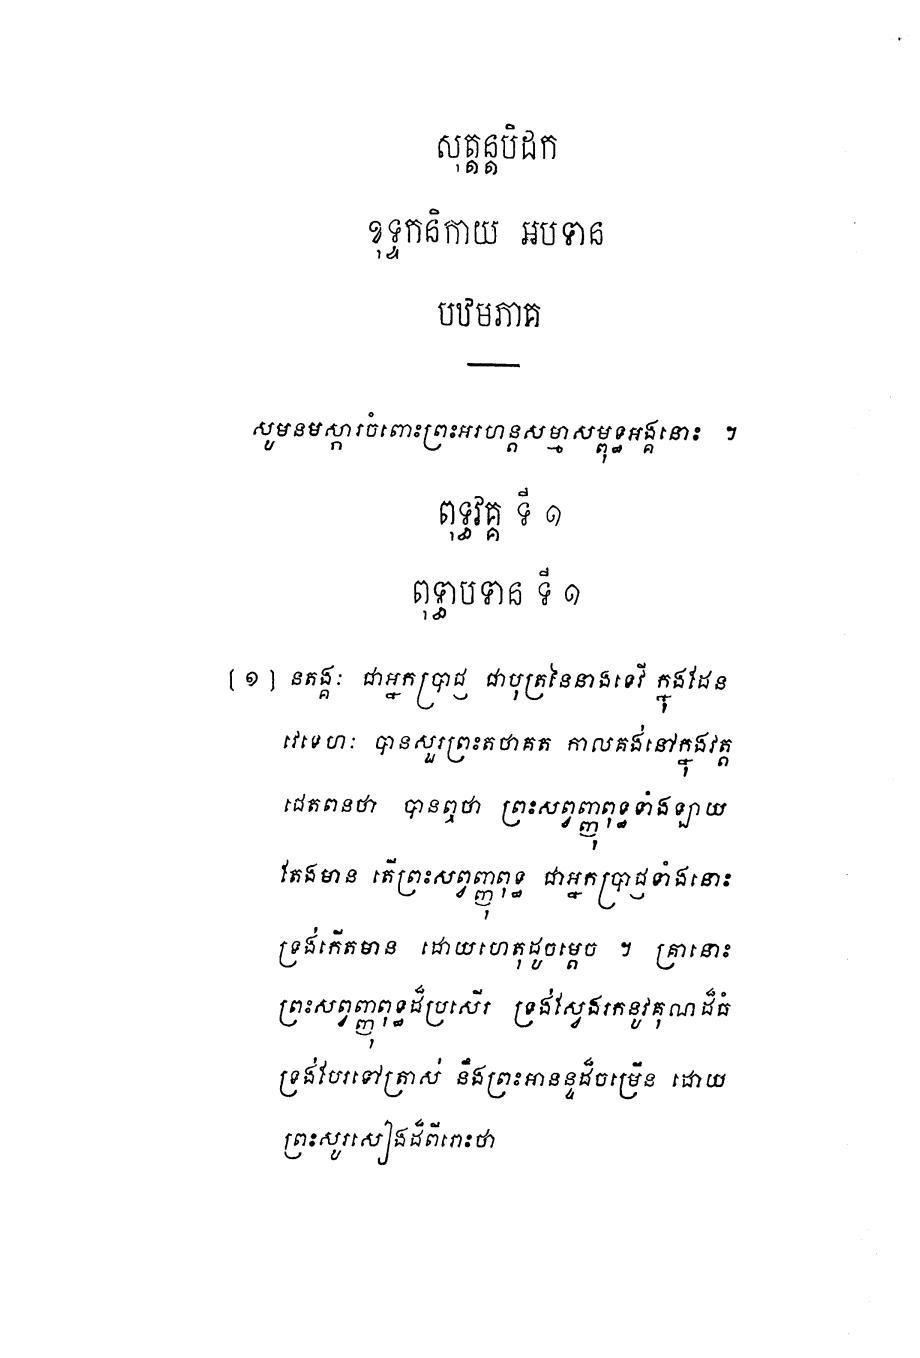 សុត្តន្តបិដក
ខុទ្ទកនិកាយ អបទាន
បឋមភាគ
សូមនមស្ការចំពោះព្រះអរហន្តសម្មាសម្ពុទ្ធអង្គនោះ ។
ពុទ្ធវគ្គ ទី ១
ពុទ្ធាបទាន ទី ១
[ ១ ] នតង្គៈ ជាអ្នកប្រាជ្ញ ជាបុត្រនៃនាងទេវី ក្នុងដែន
វេទេហៈ បានសួរព្រះតថាគត កាលគង់នៅក្នុងវត្ត
ជេតពនថា បានឮថា ព្រះសព្វញ្ញុពុទ្ធទាំងឡាយ
តែងមាន តើព្រះសព្វញ្ញុពុទ្ធ ជាអ្នកប្រាជ្ញទាំងនោះ
ទ្រង់កើតមាន ដោយហេតុដូចម្តេច ។ គ្រានោះ
ព្រះសព្វញ្ញុពុទ្ធដ៏ប្រសើរ ទ្រង់ស្វែងរកនូវគុណដ៏ធំ
ទ្រង់បែរទៅត្រាស់ នឹងព្រះអានន្ទដ៏ចម្រើន ដោយ
ព្រះសូរសៀងដ៏ពីរោះថា